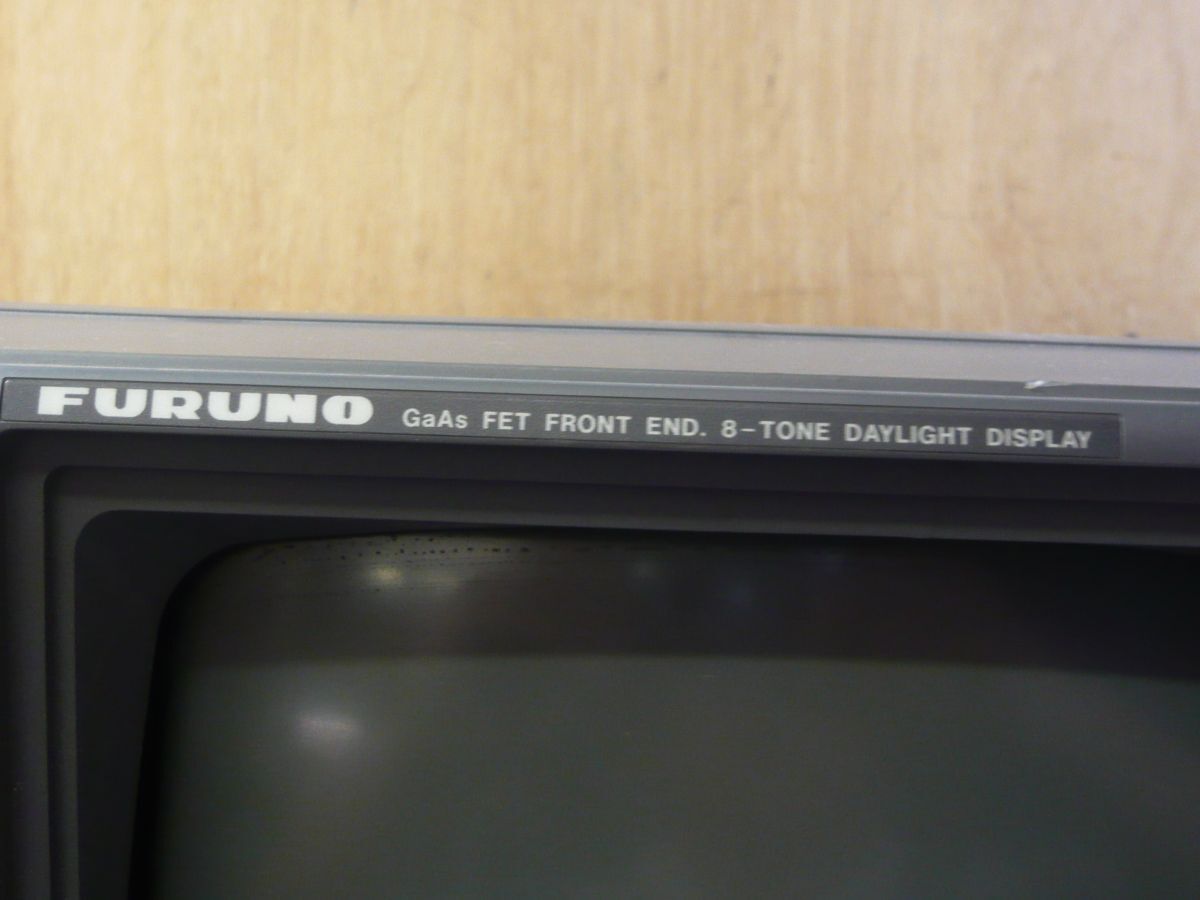 FURUNO GaAs FET FRONT END. 8-TONE DAYLIGHT DISPLAY